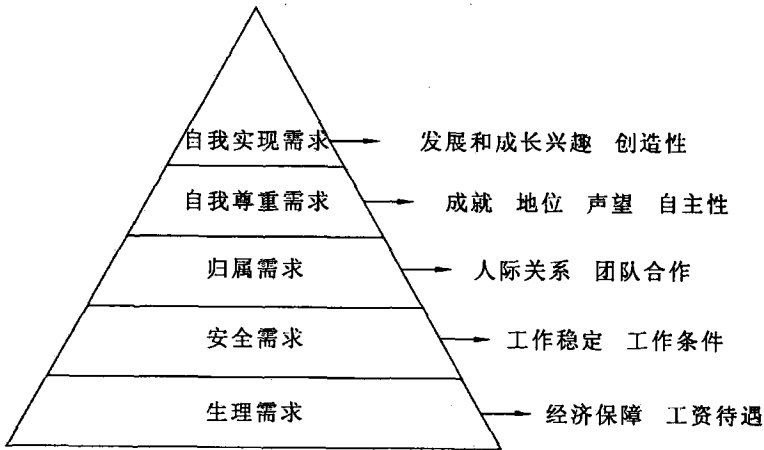 自我实现需求 发展和成长兴趣 创造性
自我尊重需求 成就 地位 声望 自主性
归属需求 人际关系 团队合作
安全需求 工作稳定 工作条件
生理需求 经济保障 工资待遇